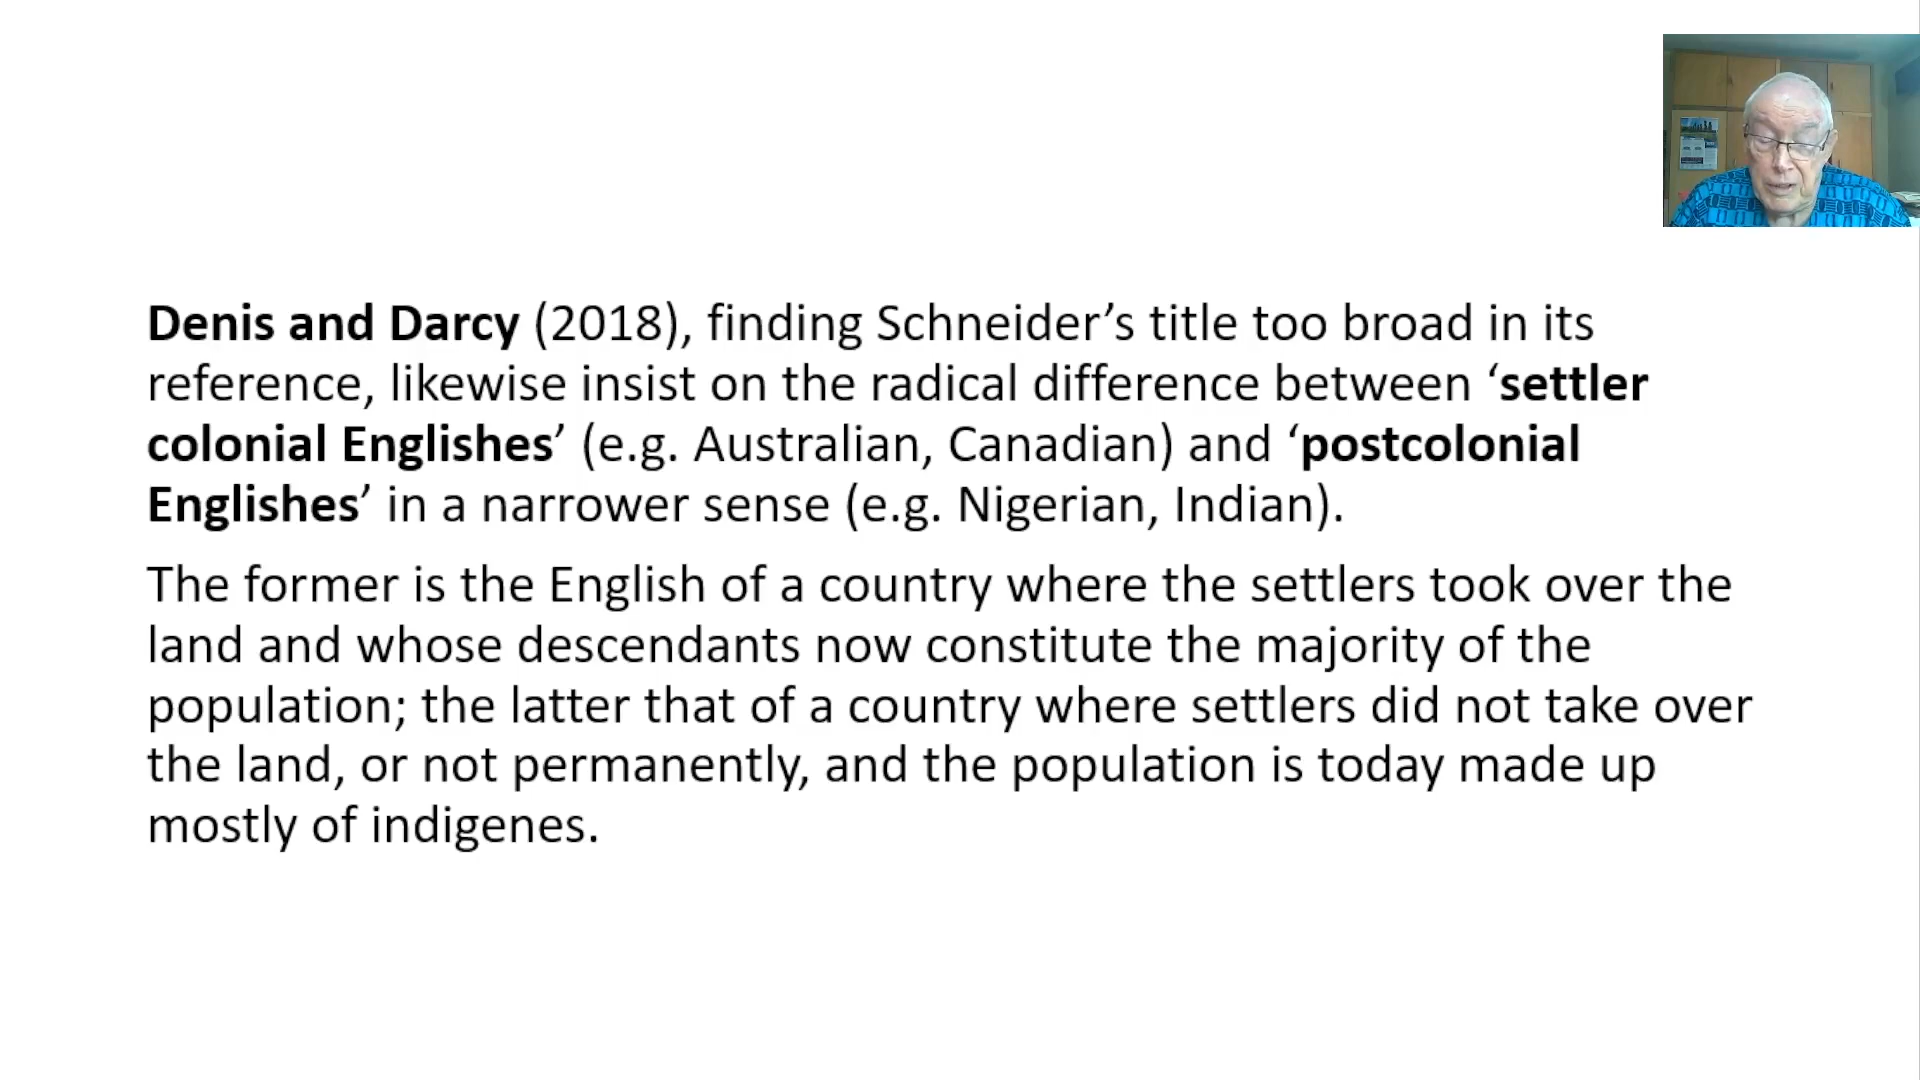 Denis and Darcy (2018), finding Schneider’s title too broad in its
reference, likewise insist on the radical difference between ‘settler
colonial Englishes’ (e.g. Australian, Canadian) and ‘postcolonial
Englishes’ in a narrower sense (e.g. Nigerian, Indian).
The former is the English of a country where the settlers took over the
land and whose descendants now constitute the majority of the
population; the latter that of a country where settlers did not take over
the land, or not permanently, and the population is today made up
mostly of indigenes.